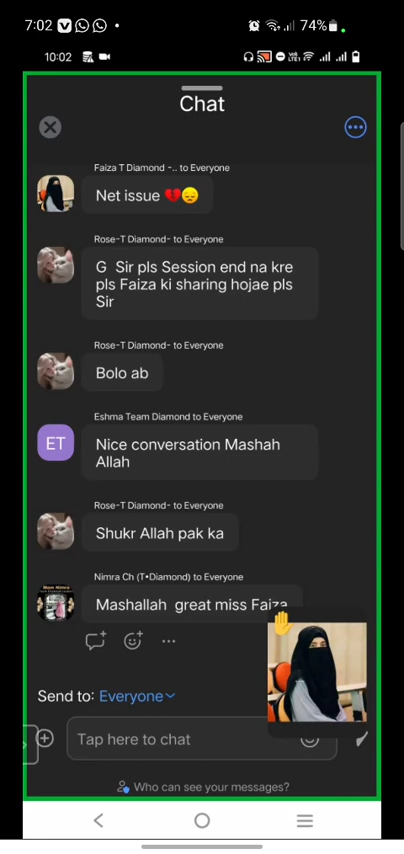 7:02
74%
10:02
Chat
Faiza T Diamond -.. to Everyone
Net issue 💔😞
Rose-T Diamond- to Everyone
G Sir pls Session end na kre
pls Faiza ki sharing hojae pls
Sir
Rose-T Diamond- to Everyone
Bolo ab
Eshma Team Diamond to Everyone
ET
Nice conversation Mashah
Allah
Rose-T Diamond- to Everyone
Shukr Allah pak ka
Nimra Ch (T•Diamond) to Everyone
Mashallah great miss Faiza
Send to: Everyone
Tap here to chat
Who can see your messages?